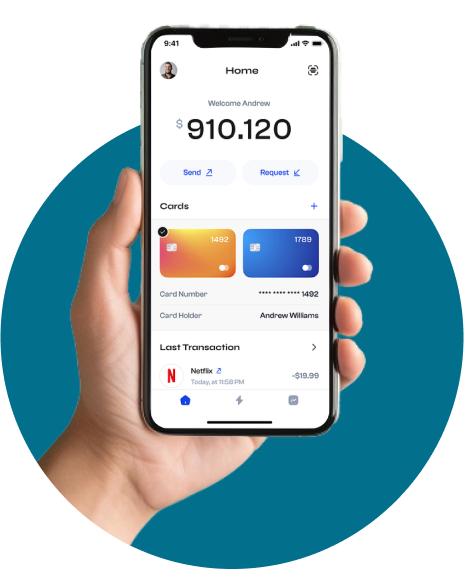 9:41
Home
Welcome Andrew
$ 910.120
Send Request
Cards +
1492 1789
Card Number **** **** **** 1492
Card Holder Andrew Williams
Last Transaction
N Netflix -$19.99
Today, at 11:58 PM